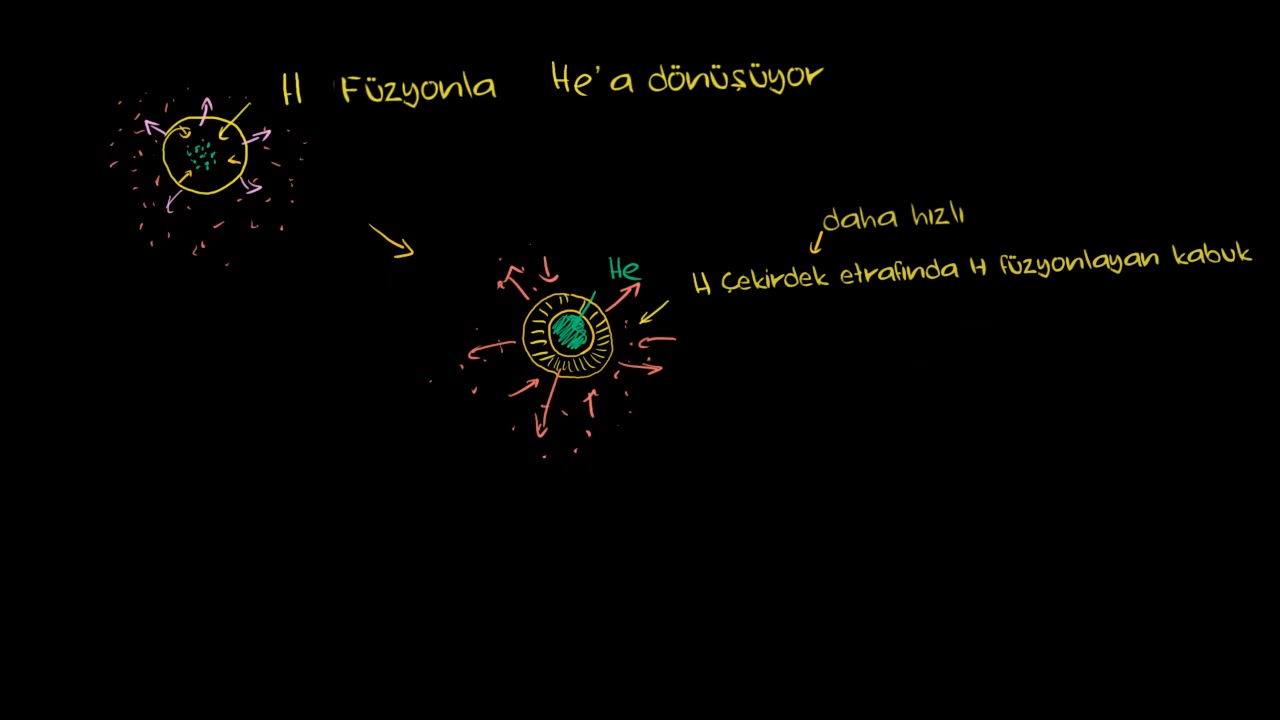 H Füzyonla He'a dönüşüyor
daha hızlı
He
H Çekirdek etrafında H füzyonlayan kabuk